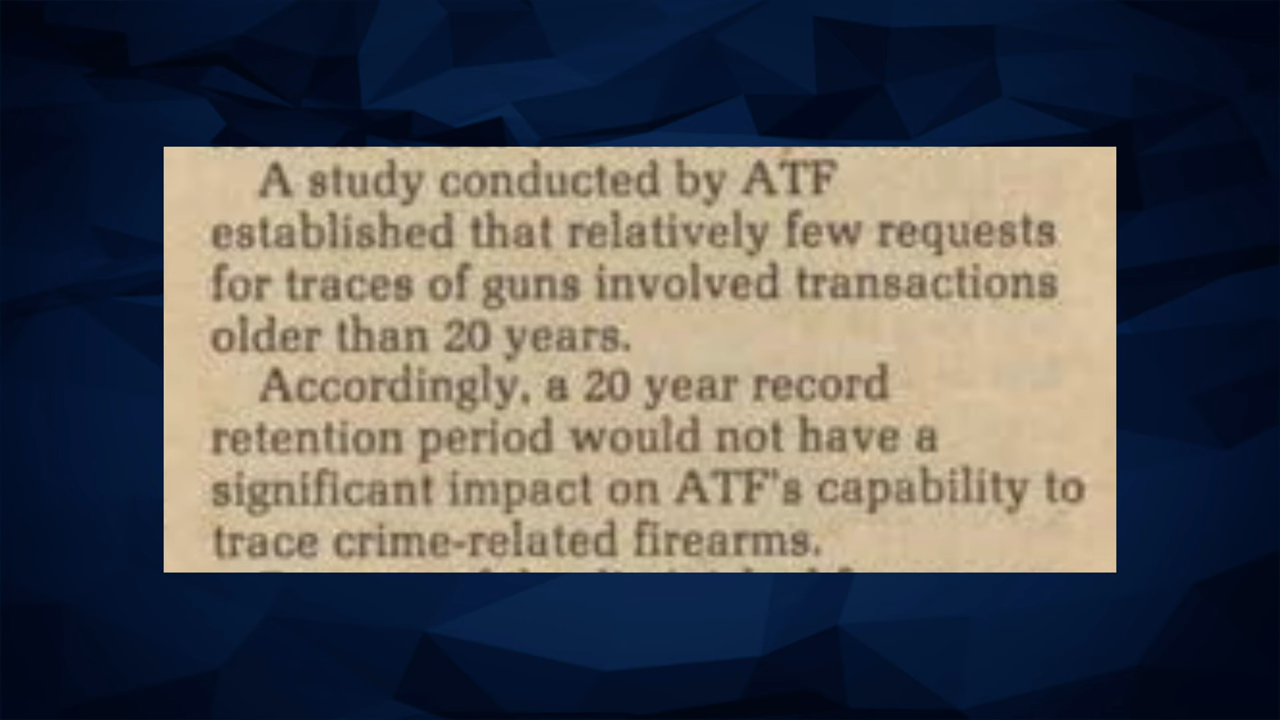 A study conducted by ATF
established that relatively few requests
for traces of guns involved transactions
older than 20 years.
Accordingly, a 20 year record
retention period would not have a
significant impact on ATF's capability to
trace crime-related firearms.